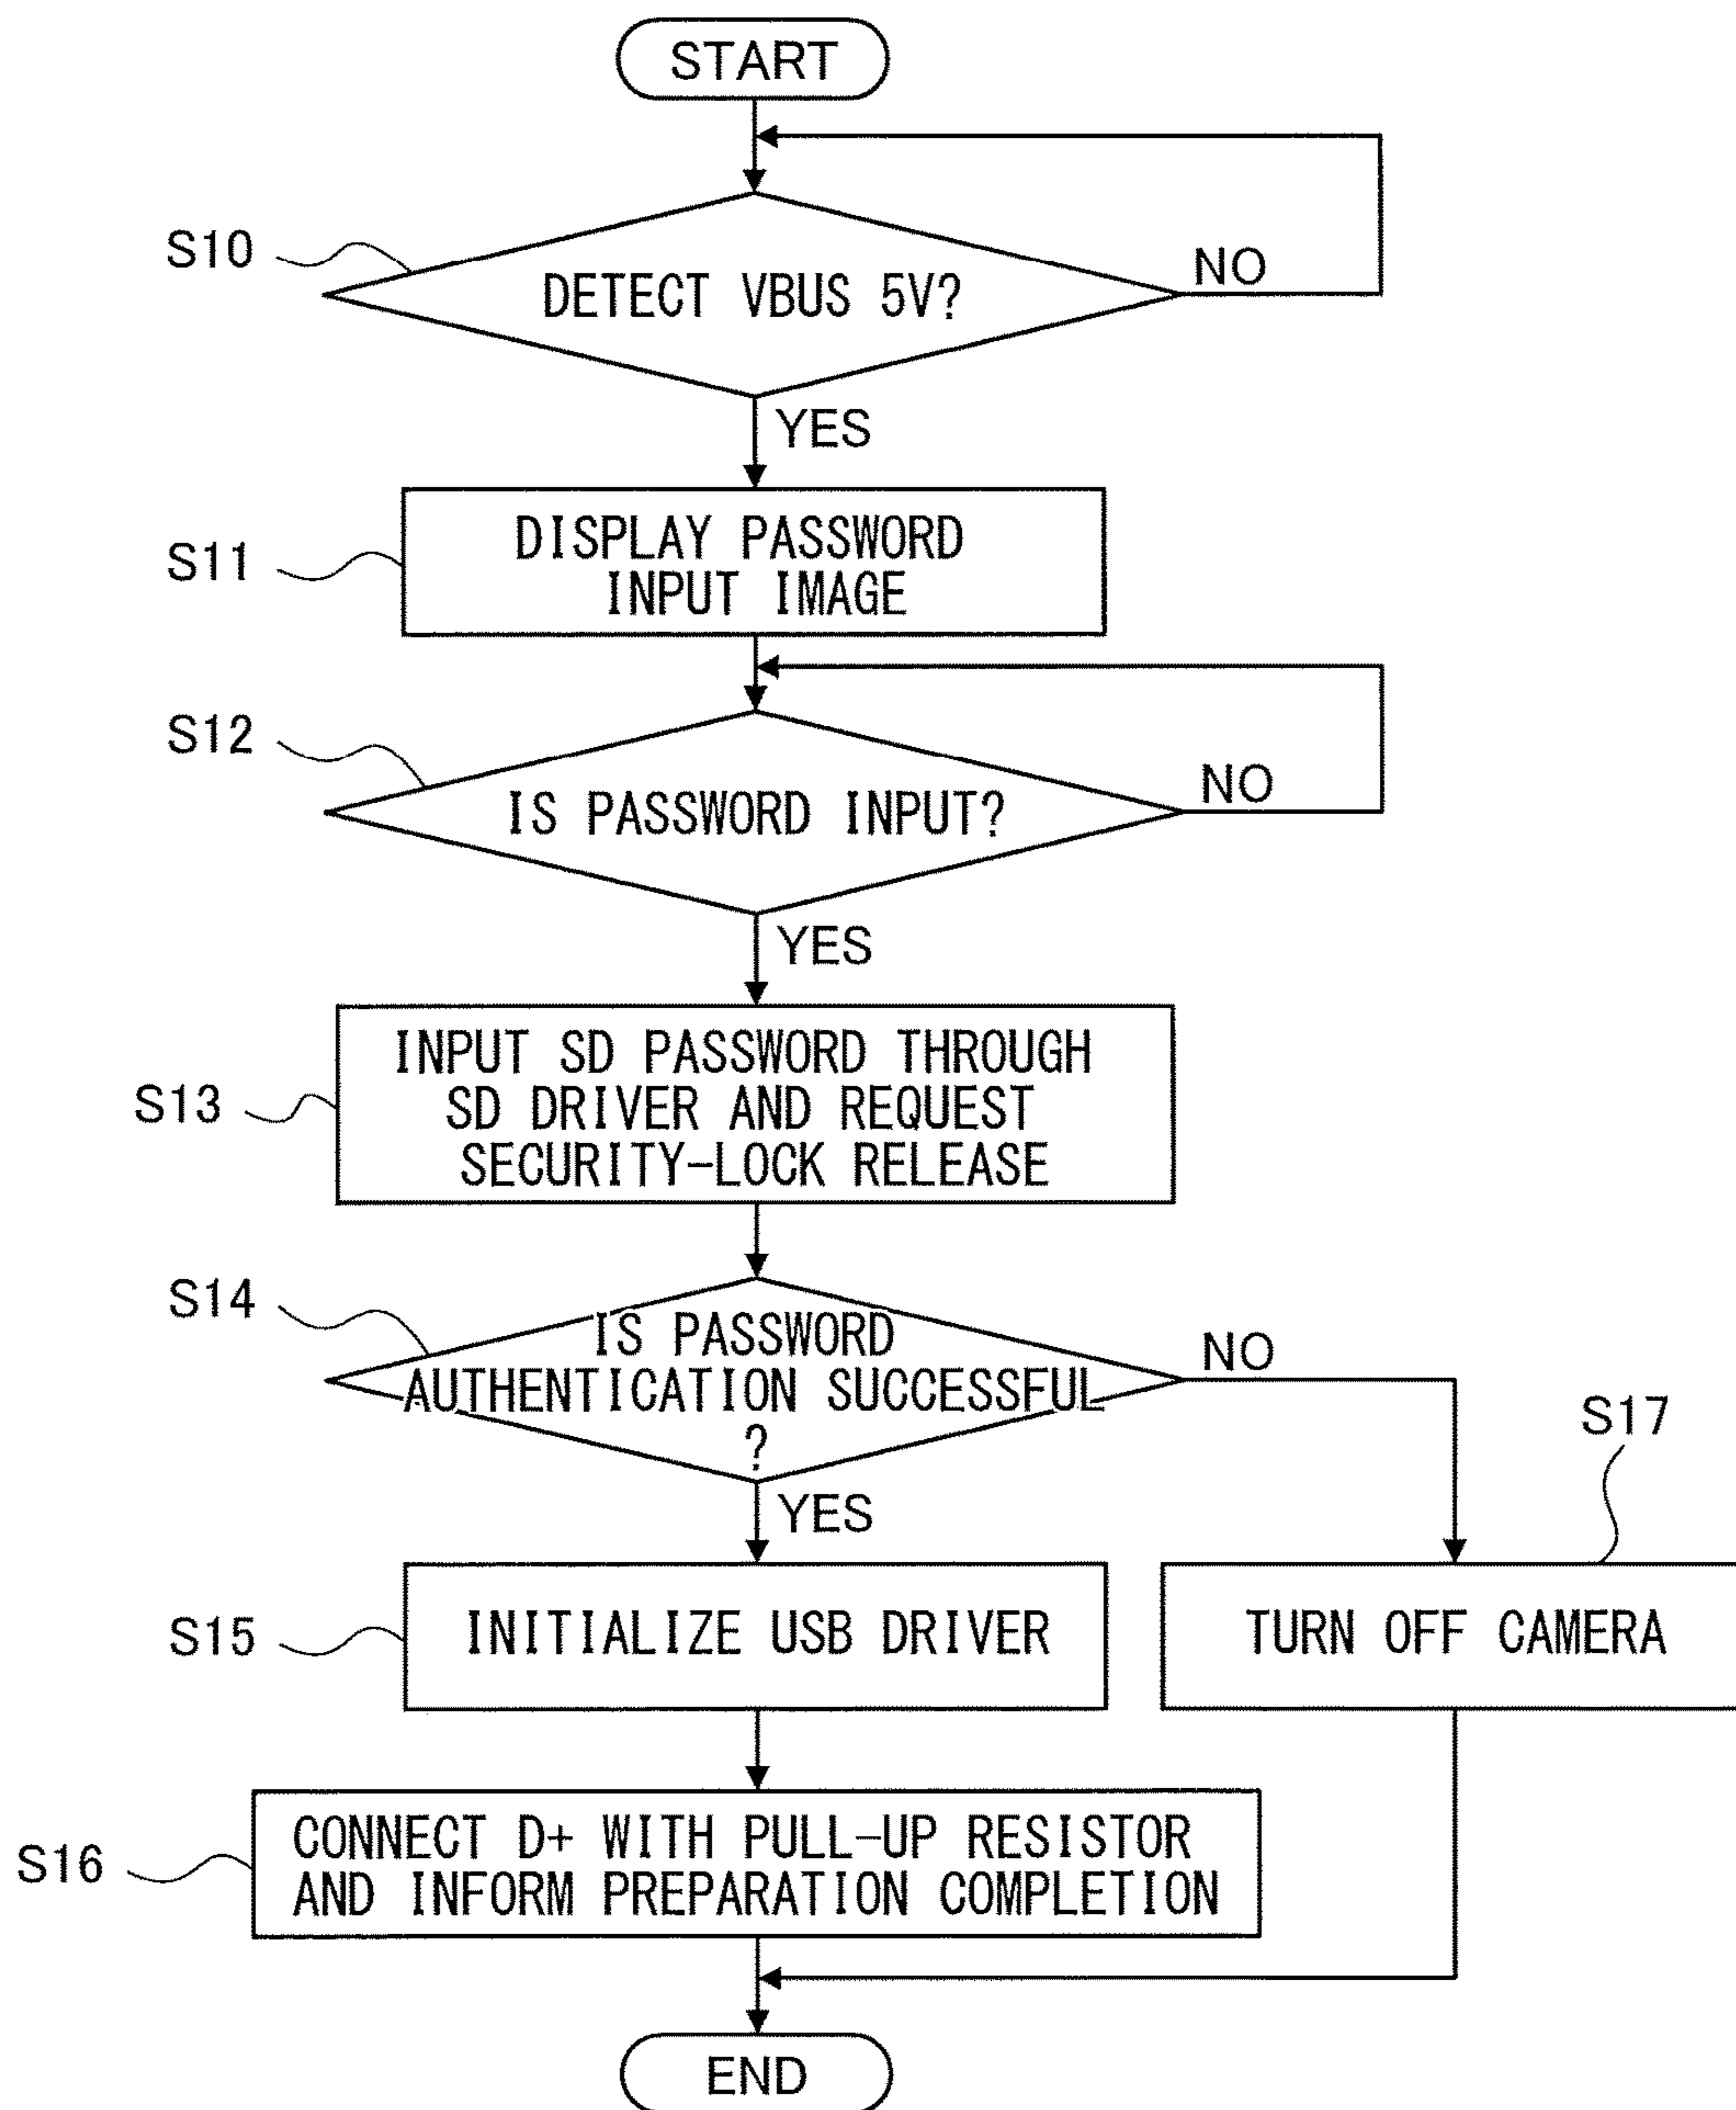 START
S10
DETECT VBUS 5V?
NO
YES
S11
DISPLAY PASSWORD
INPUT IMAGE
S12
IS PASSWORD INPUT?
NO
YES
S13
INPUT SD PASSWORD THROUGH
SD DRIVER AND REQUEST
SECURITY-LOCK RELEASE
S14
IS PASSWORD
AUTHENTICATION SUCCESSFUL
?
NO
YES
S17
S15
INITIALIZE USB DRIVER
TURN OFF CAMERA
S16
CONNECT D+ WITH PULL-UP RESISTOR
AND INFORM PREPARATION COMPLETION
END